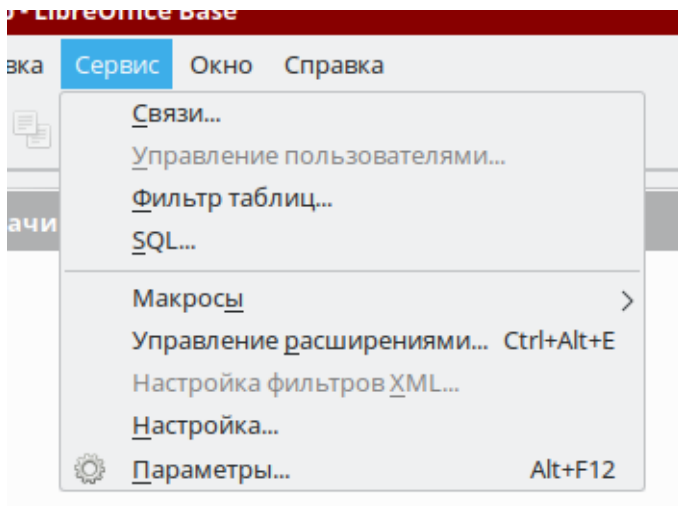 LibreOffice Base
вка Сервис Окно Справка
Связи...
Управление пользователями...
Фильтр таблиц...
ачи
SQL...
Макросы
Управление расширениями... Ctrl+Alt+E
Настройка фильтров XML...
Настройка...
Параметры... Alt+F12